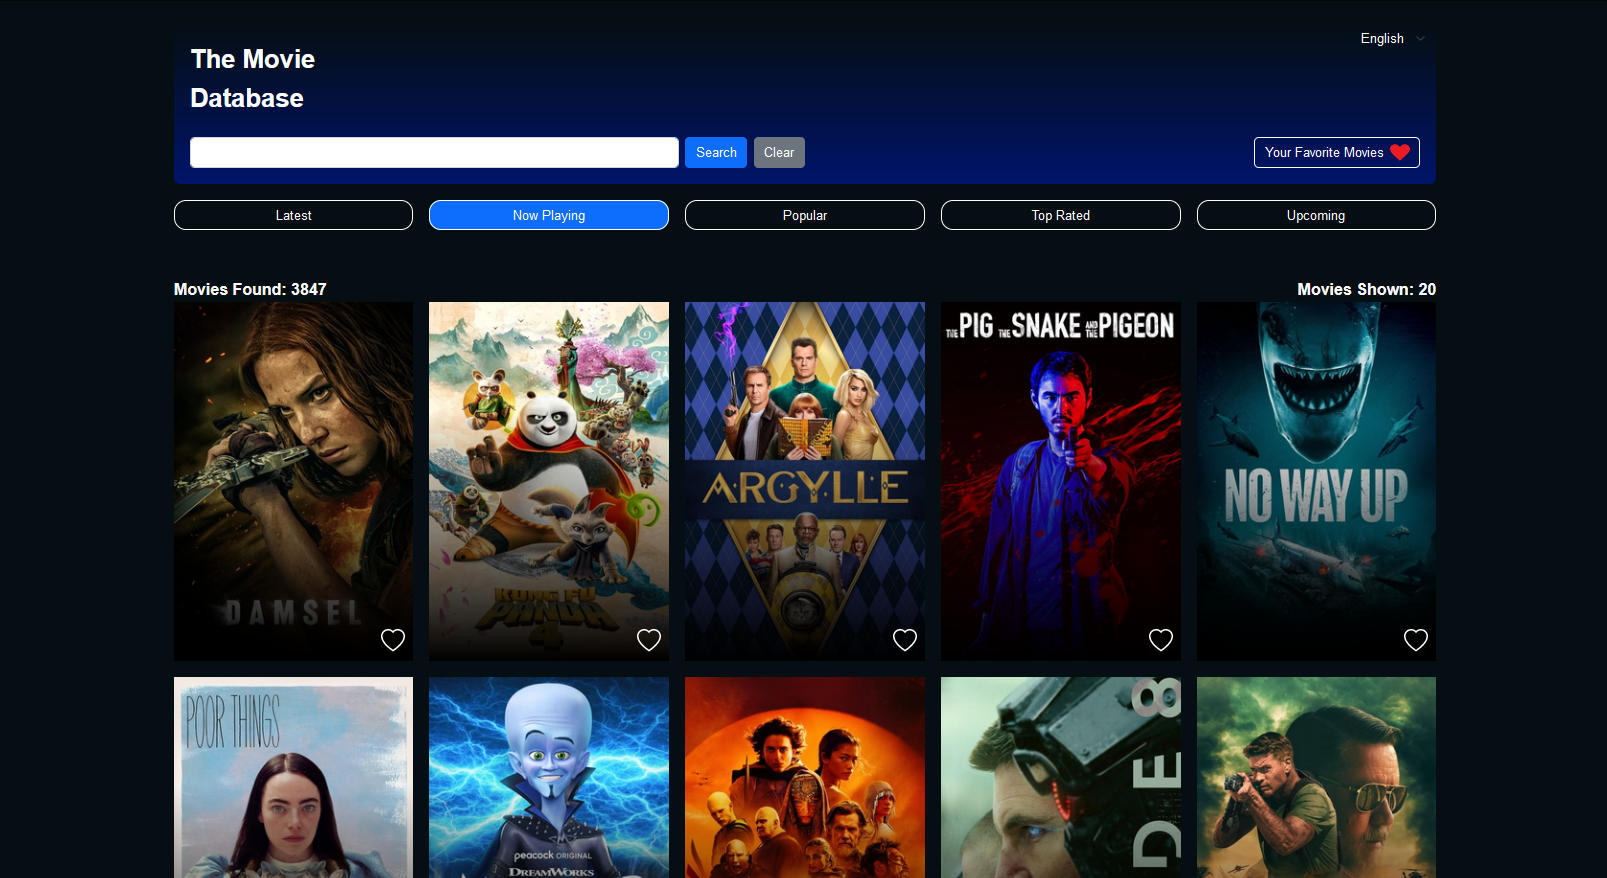 English
The Movie
Database
Search
Clear
Your Favorite Movies
Latest
Now Playing
Popular
Top Rated
Upcoming
Movies Found: 3847
Movies Shown: 20
DAMSEL
KUNG FU
PANDA
4
ARGYLLE
THE PIG THE SNAKE AND THE PIGEON
NO WAY UP
POOR THINGS
peacock ORIGINAL
DREAMWORKS
DE8